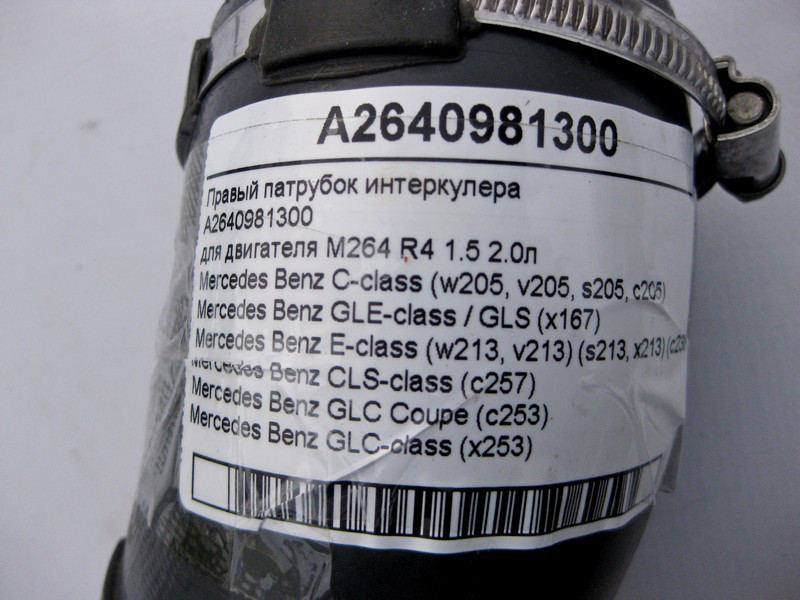 A2640981300
Правый патрубок интеркулера
A2640981300
для двигателя M264 R4 1.5 2.0л
Mercedes Benz C-class (w205, v205, s205, c205)
Mercedes Benz GLE-class / GLS (x167)
Mercedes Benz E-class (w213, v213) (s213, x213)
Mercedes Benz CLS-class (c257)
Mercedes Benz GLC Coupe (c253)
Mercedes Benz GLC-class (x253)